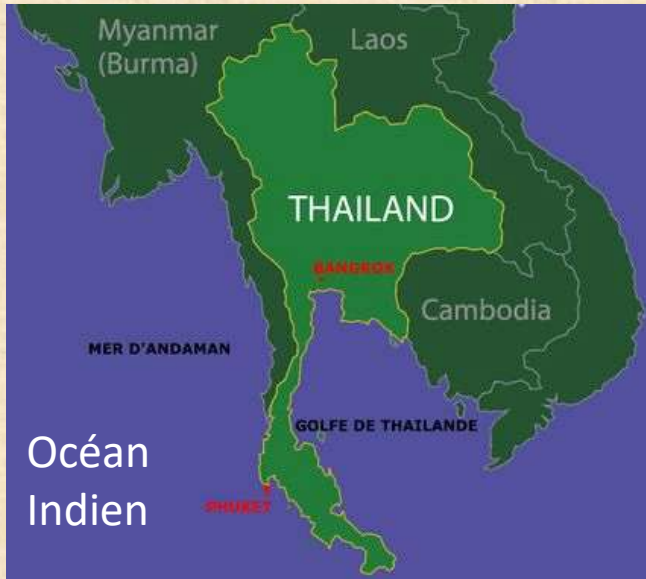 Myanmar
(Burma)
Laos
THAILAND
BANGKOK
Cambodia
MER D'ANDAMAN
GOLFE DE THAILANDE
Océan
Indien
PHUKET